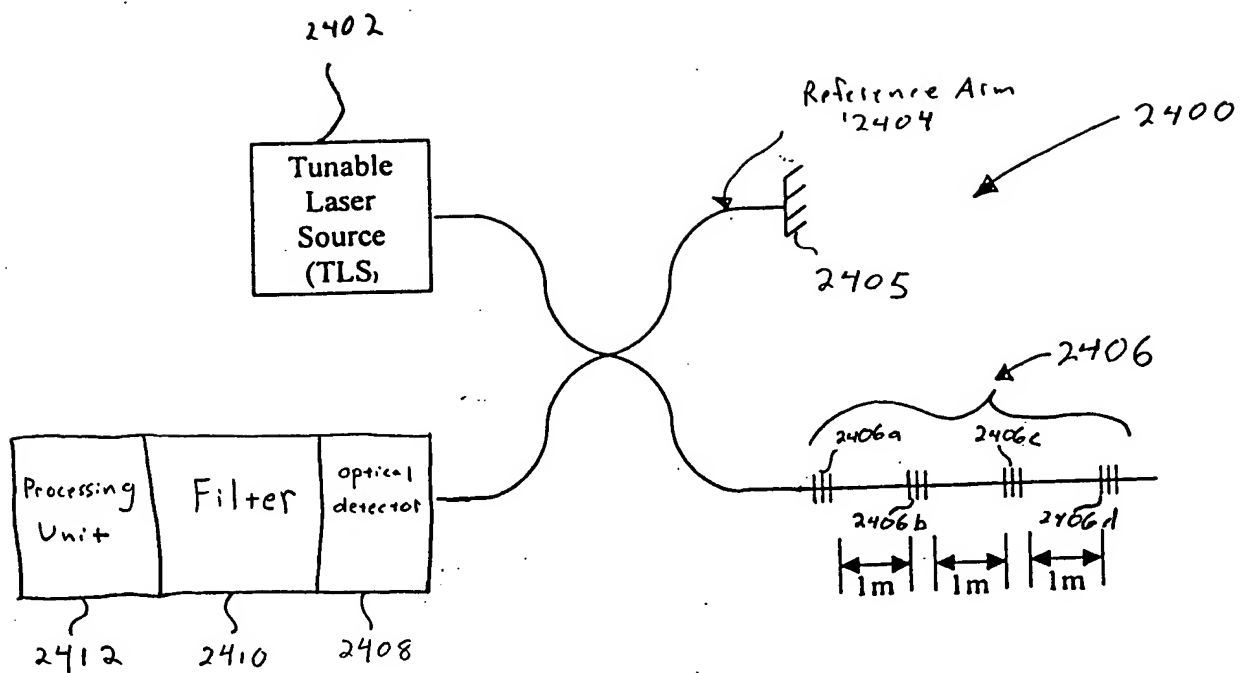 2402
Reference Arm
2404
2400
Tunable
Laser
Source
(TLS)
2405
2406
2406a
2406c
Processing
Unit
Filter
optical
detector
2406b
2406d
1m
1m
1m
2412
2410
2408